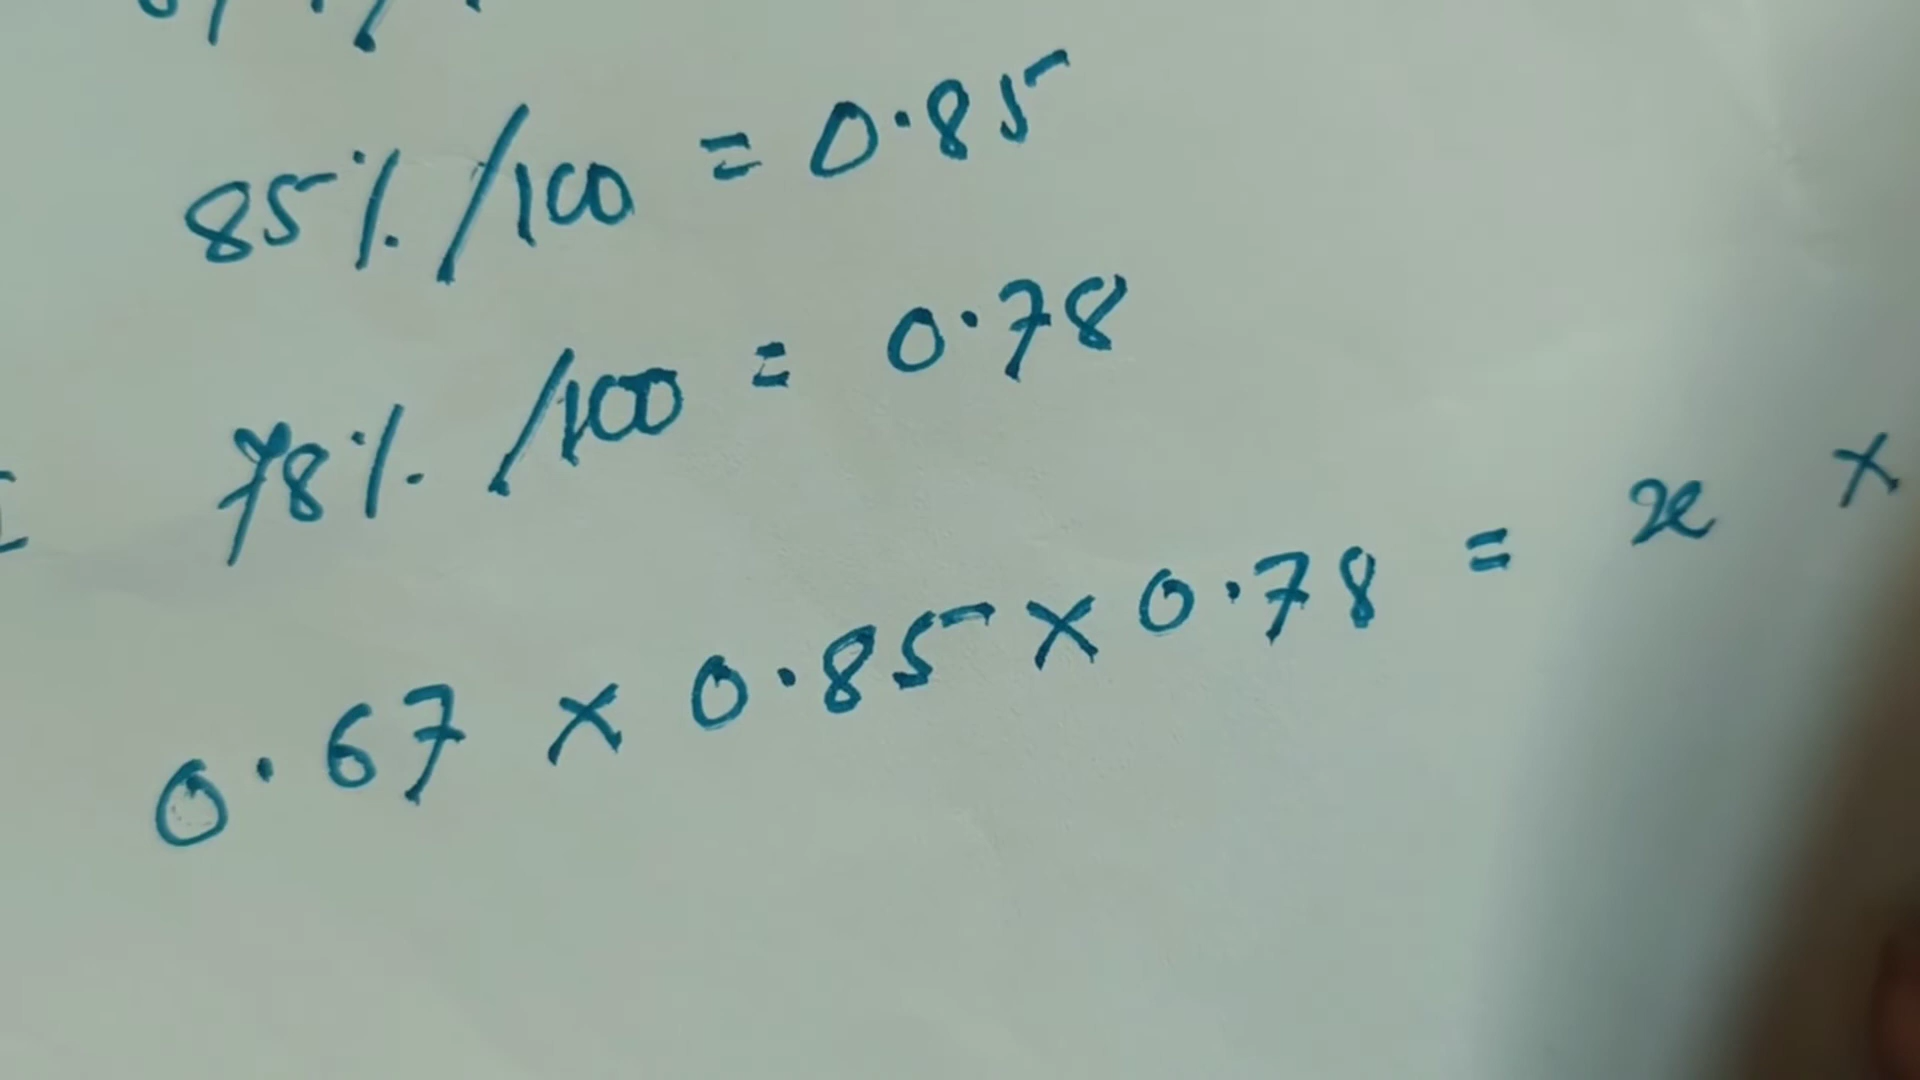 85% /100 = 0.85
78% /100 = 0.78
0.67 x 0.85 x 0.78 = x x